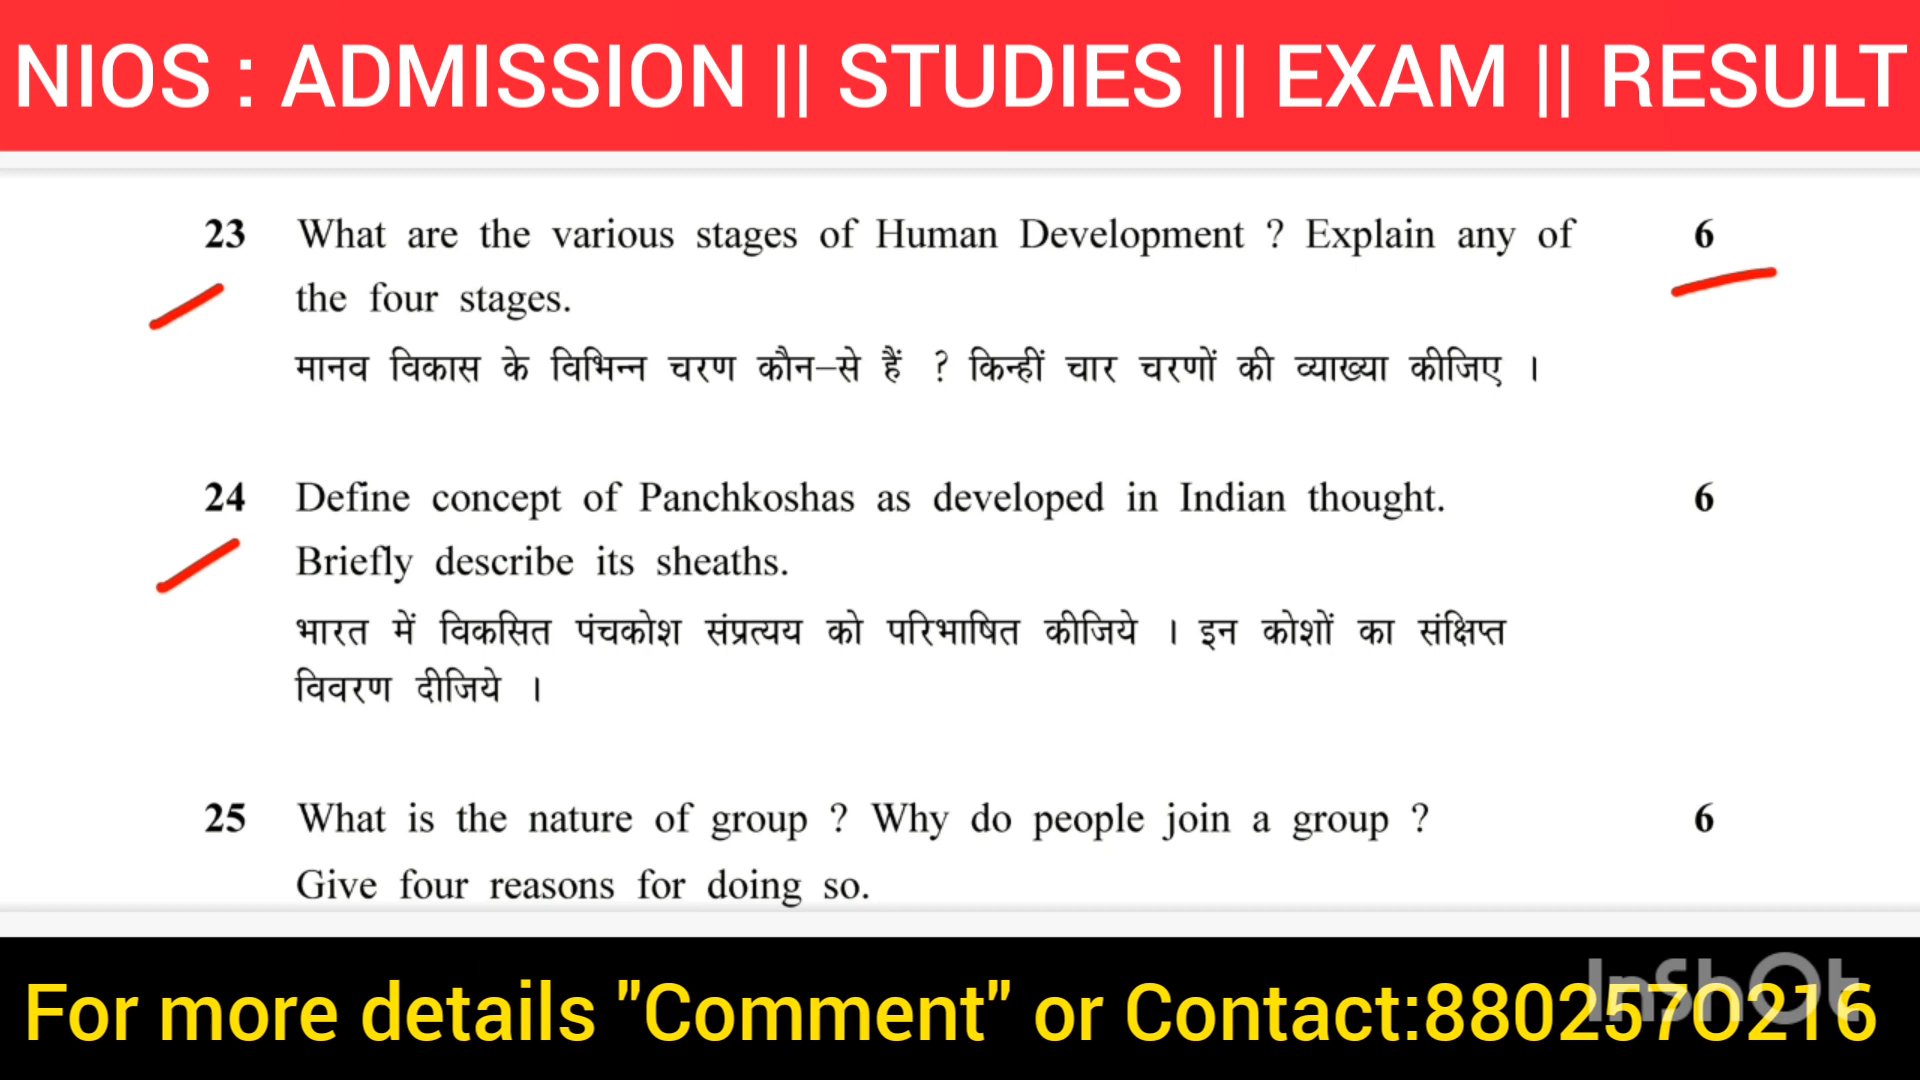 NIOS : ADMISSION || STUDIES || EXAM || RESULT
23 What are the various stages of Human Development ? Explain any of 6
the four stages.
मानव विकास के विभिन्न चरण कौन–से हैं ? किन्हीं चार चरणों की व्याख्या कीजिए ।
24 Define concept of Panchkoshas as developed in Indian thought. 6
Briefly describe its sheaths.
भारत में विकसित पंचकोश संप्रत्यय को परिभाषित कीजिये । इन कोशों का संक्षिप्त
विवरण दीजिये ।
25 What is the nature of group ? Why do people join a group ? 6
Give four reasons for doing so.
InShOt
For more details "Comment" or Contact:880257O216